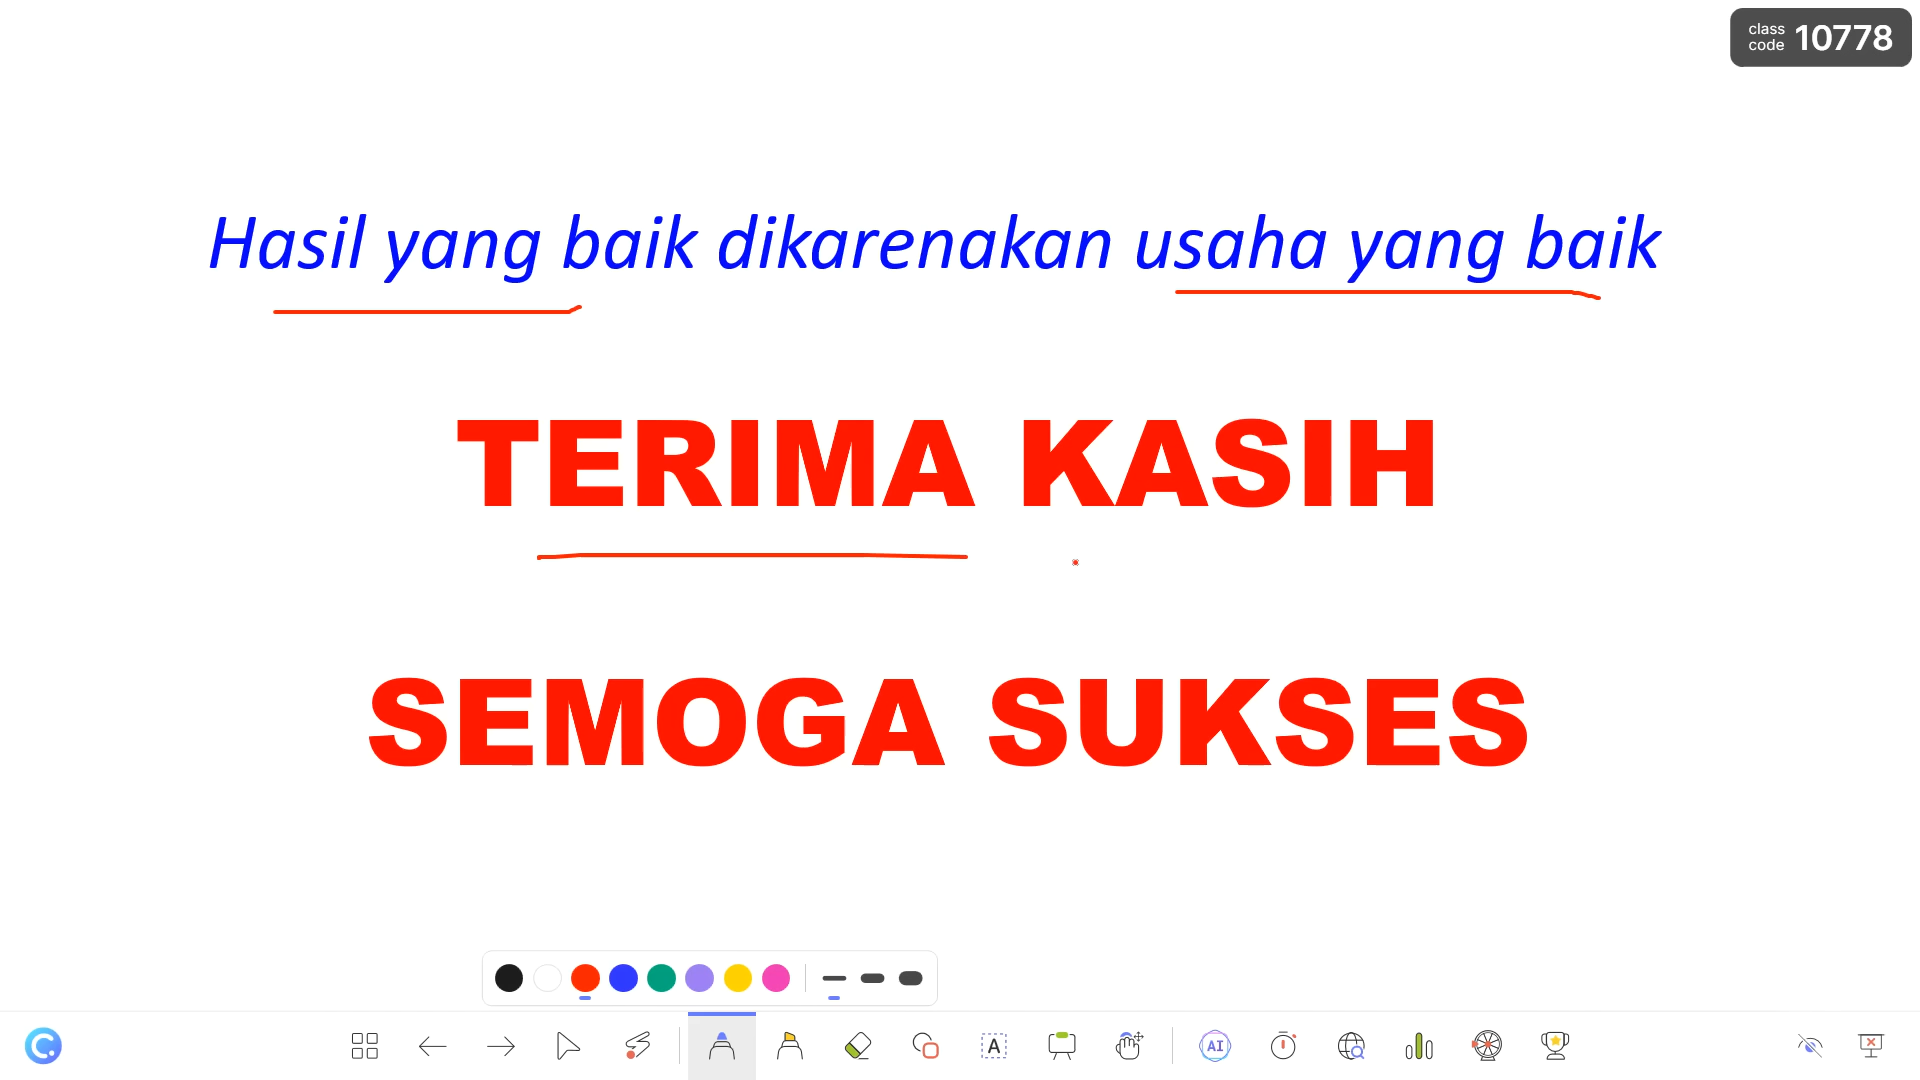 class
code 10778
Hasil yang baik dikarenakan usaha yang baik
TERIMA KASIH
SEMOGA SUKSES
A
AI